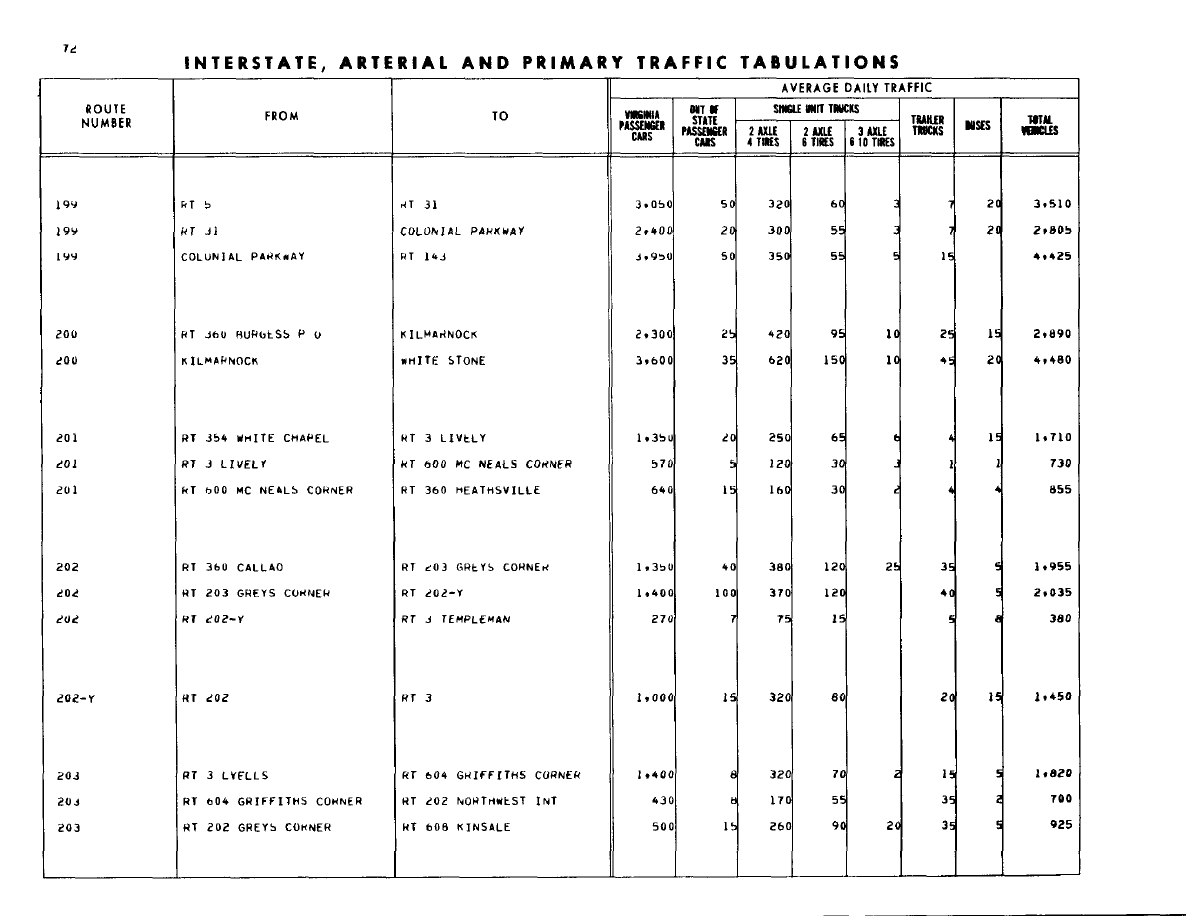 72
INTERSTATE, ARTERIAL AND PRIMARY TRAFFIC TABULATIONS
AVERAGE DAILY TRAFFIC
ROUTE NUMBER FROM TO VIRGINIA PASSENGER CARS OUT OF STATE PASSENGER CARS SINGLE UNIT TRUCKS TRAILER TRUCKS BUSES TOTAL VEHICLES
2 AXLE 4 TIRES 2 AXLE 6 TIRES 3 AXLE 6 10 TIRES
199 RT 5 RT 31 3,050 50 320 60 3 7 20 3,510
199 RT 31 COLONIAL PARKWAY 2,400 20 300 55 3 7 20 2,805
199 COLONIAL PARKWAY RT 143 3,950 50 350 55 5 15 4,425
200 RT 360 BURGESS P O KILMARNOCK 2,300 25 420 95 10 25 15 2,890
200 KILMARNOCK WHITE STONE 3,600 35 620 150 10 45 20 4,480
201 RT 354 WHITE CHAPEL RT 3 LIVELY 1,350 20 250 65 6 4 15 1,710
201 RT 3 LIVELY RT 600 MC NEALS CORNER 570 5 120 30 3 1 1 730
201 RT 600 MC NEALS CORNER RT 360 HEATHSVILLE 640 15 160 30 2 4 4 855
202 RT 360 CALLAO RT 203 GREYS CORNER 1,350 40 380 120 25 35 5 1,955
202 RT 203 GREYS CORNER RT 202-Y 1,400 100 370 120 40 5 2,035
202 RT 202-Y RT 3 TEMPLEMAN 270 7 75 15 5 8 380
202-Y RT 202 RT 3 1,000 15 320 80 20 15 1,450
203 RT 3 LYELLS RT 604 GRIFFITHS CORNER 1,400 8 320 70 2 15 5 1,820
203 RT 604 GRIFFITHS CORNER RT 202 NORTHWEST INT 430 8 170 55 35 2 700
203 RT 202 GREYS CORNER RT 608 KINSALE 500 15 260 90 20 35 5 925